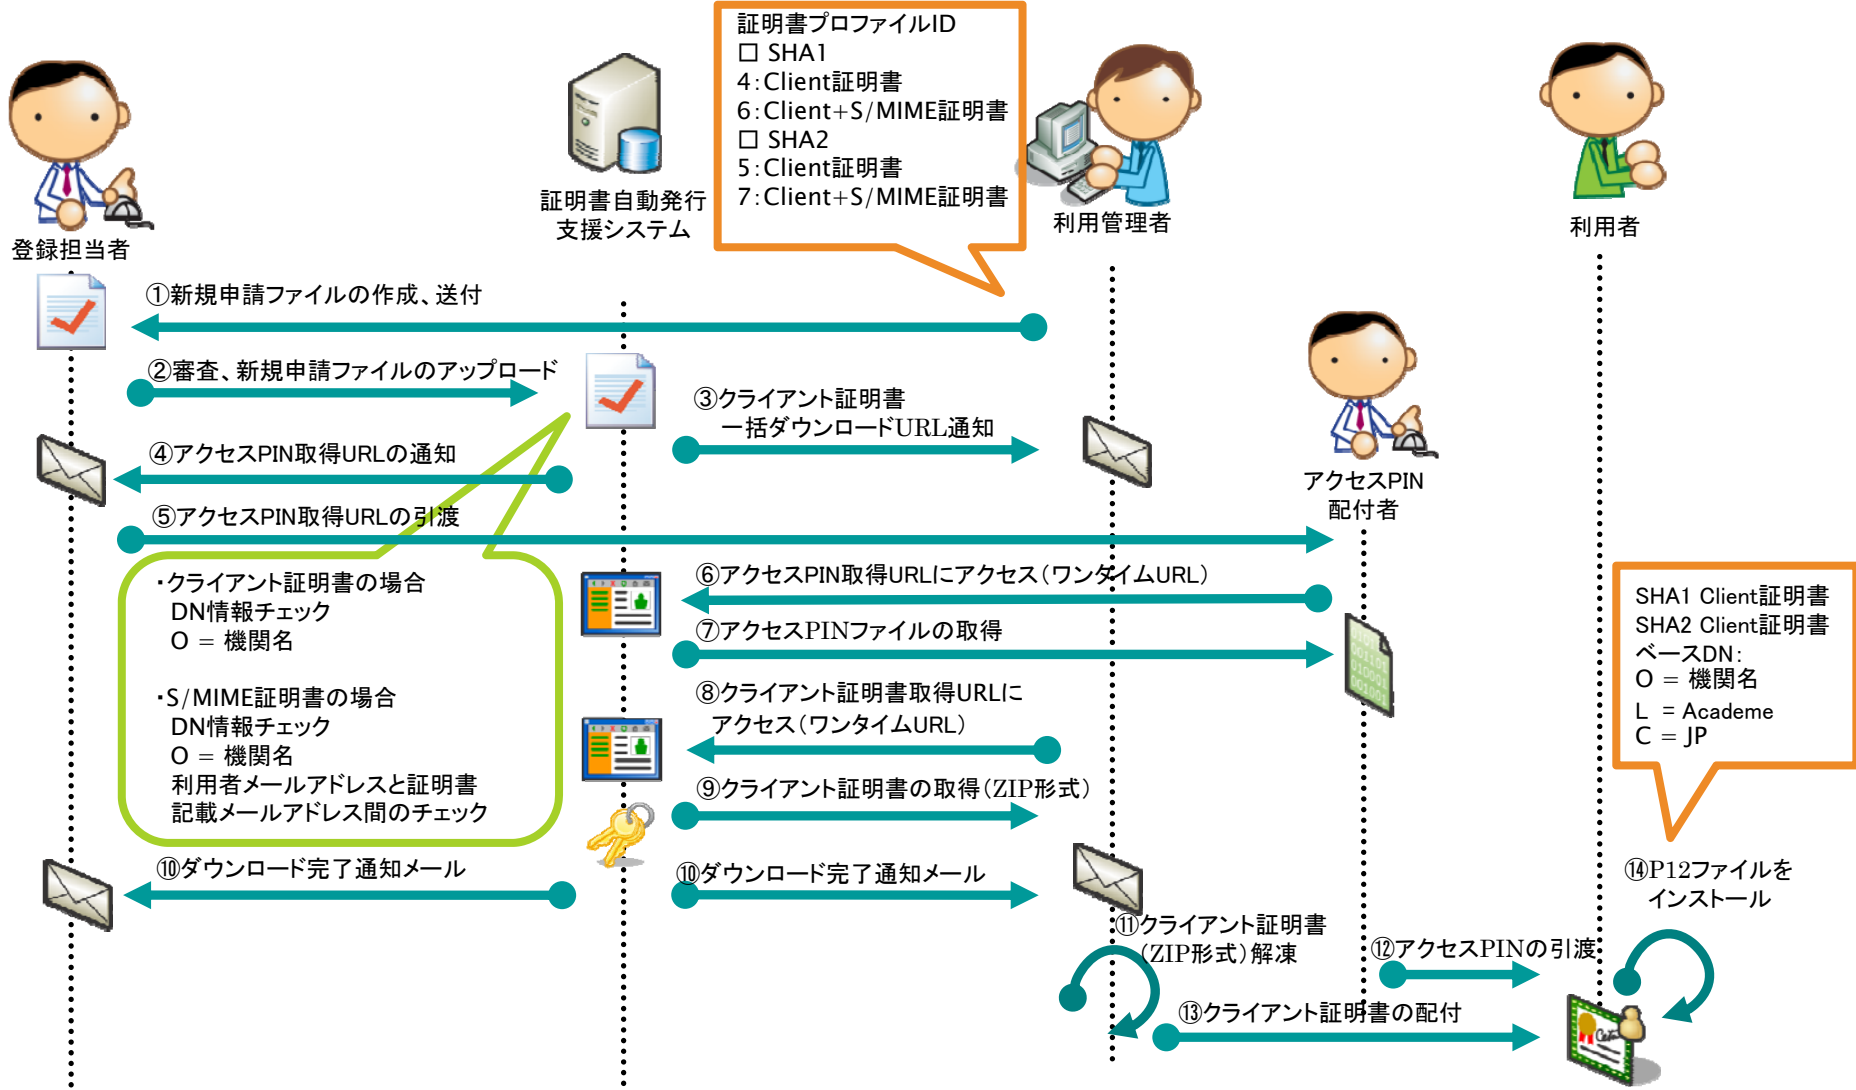 証明書プロファイルID
□ SHA1
4:Client証明書
6:Client+S/MIME証明書
□ SHA2
5:Client証明書
7:Client+S/MIME証明書
登録担当者
証明書自動発行
支援システム
利用管理者
利用者
①新規申請ファイルの作成、送付
②審査、新規申請ファイルのアップロード
③クライアント証明書
一括ダウンロードURL通知
④アクセスPIN取得URLの通知
アクセスPIN
配付者
⑤アクセスPIN取得URLの引渡
・クライアント証明書の場合
DN情報チェック
O = 機関名
・S/MIME証明書の場合
DN情報チェック
O = 機関名
利用者メールアドレスと証明書
記載メールアドレス間のチェック
⑥アクセスPIN取得URLにアクセス(ワンタイムURL)
⑦アクセスPINファイルの取得
⑧クライアント証明書取得URLに
アクセス(ワンタイムURL)
⑨クライアント証明書の取得(ZIP形式)
SHA1 Client証明書
SHA2 Client証明書
ベースDN:
O = 機関名
L = Academe
C = JP
⑩ダウンロード完了通知メール
⑩ダウンロード完了通知メール
⑪クライアント証明書
(ZIP形式)解凍
⑫アクセスPINの引渡
⑬クライアント証明書の配付
⑭P12ファイルを
インストール